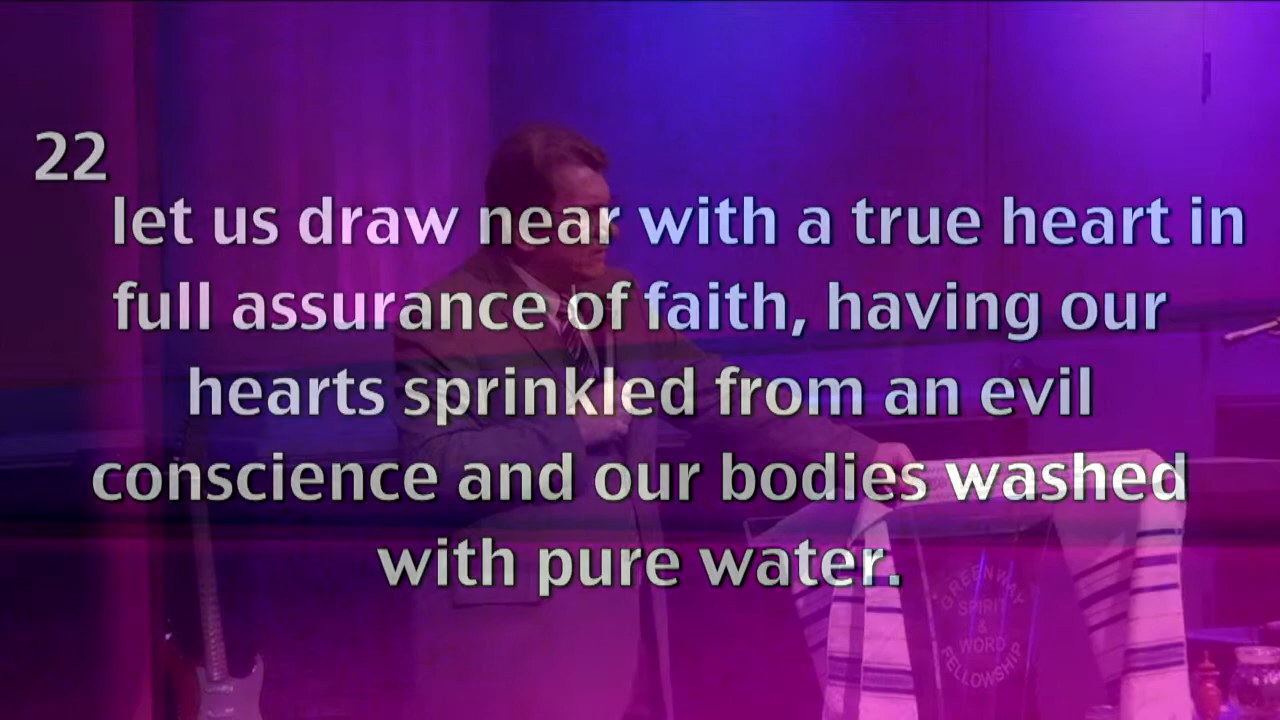 22
let us draw near with a true heart in
full assurance of faith, having our
hearts sprinkled from an evil
conscience and our bodies washed
with pure water.
GREENWAY
SPIRIT
&
WORD
FELLOWSHIP